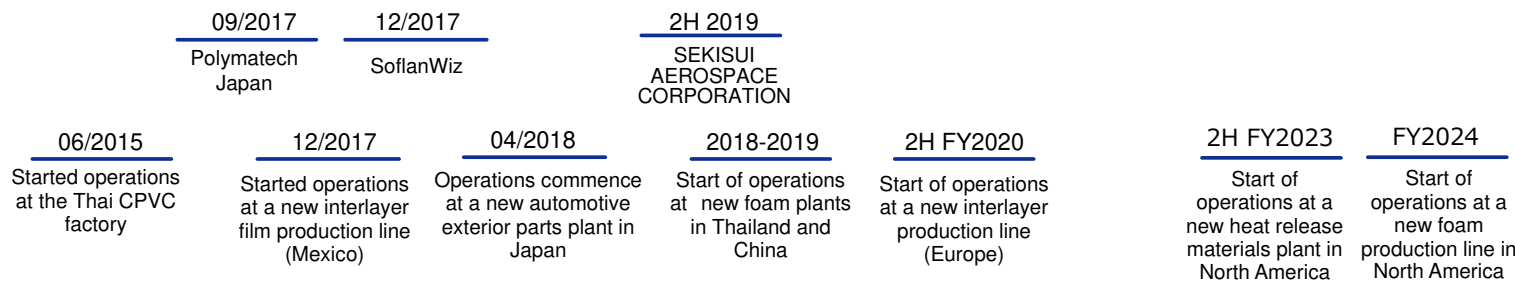 09/2017
Polymatech
Japan
12/2017
SoflanWiz
2H 2019
SEKISUI
AEROSPACE
CORPORATION
06/2015
Started operations
at the Thai CPVC
factory
12/2017
Started operations
at a new interlayer
film production line
(Mexico)
04/2018
Operations commence
at a new automotive
exterior parts plant in
Japan
2018-2019
Start of operations
at new foam plants
in Thailand and
China
2H FY2020
Start of operations
at a new interlayer
production line
(Europe)
2H FY2023
Start of
operations at a
new heat release
materials plant in
North America
FY2024
Start of
operations at a
new foam
production line in
North America